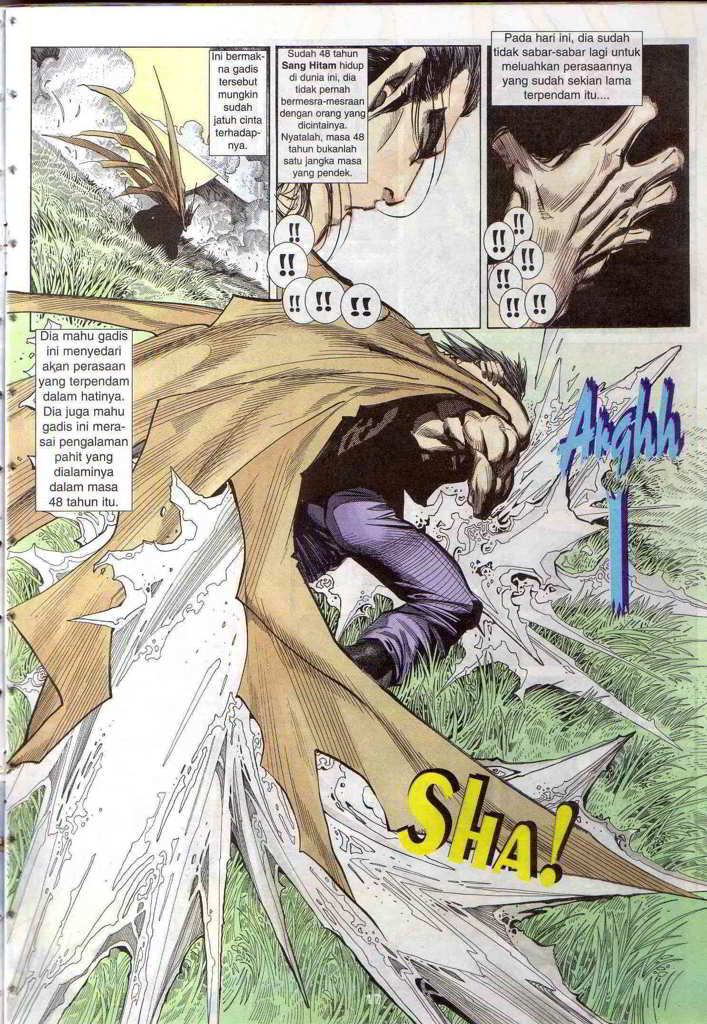 Ini bermak-
na gadis
tersebut
mungkin
sudah
jatuh cinta
terhadap-
nya.
Sudah 48 tahun
Sang Hitam hidup
di dunia ini, dia
tidak pernah
bermesra-mesraan
dengan orang yang
dicintainya.
Nyatalah, masa 48
tahun bukanlah
satu jangka masa
yang pendek.
!!
!!
!!
!!
!!
Pada hari ini, dia sudah
tidak sabar-sabar lagi untuk
meluahkan perasaannya
yang sudah sekian lama
terpendam itu....
!!
!!
!!
!!
!!
!!
Dia mahu gadis
ini menyedari
akan perasaan
yang terpendam
dalam hatinya.
Dia juga mahu
gadis ini mera-
sai pengalaman
pahit yang
dialaminya
dalam masa
48 tahun itu.
Arghh
!
SHA!
17